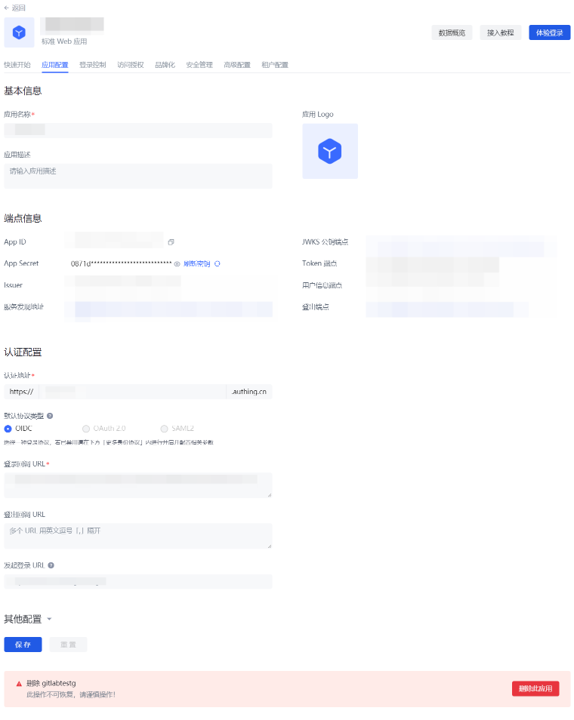 ← 返回
标准 Web 应用
数据概览 接入教程 体验登录
快速开始 应用配置 登录控制 访问授权 品牌化 安全管理 高级配置 租户配置
基本信息
应用名称*
应用 Logo
应用描述
请输入应用描述
端点信息
App ID
JWKS 公钥端点
App Secret 0871d**************************** 刷新密钥
Token 端点
Issuer
用户信息端点
服务发现地址
登出端点
认证配置
认证地址*
https:// .authing.cn
默认协议类型
OIDC OAuth 2.0 SAML2
登录回调 URL*
登出回调 URL
多个 URL 用英文逗号「,」隔开
发起登录 URL
其他配置
保存 重置
删除 gitlabtestg
此操作不可恢复，请谨慎操作！
删除此应用